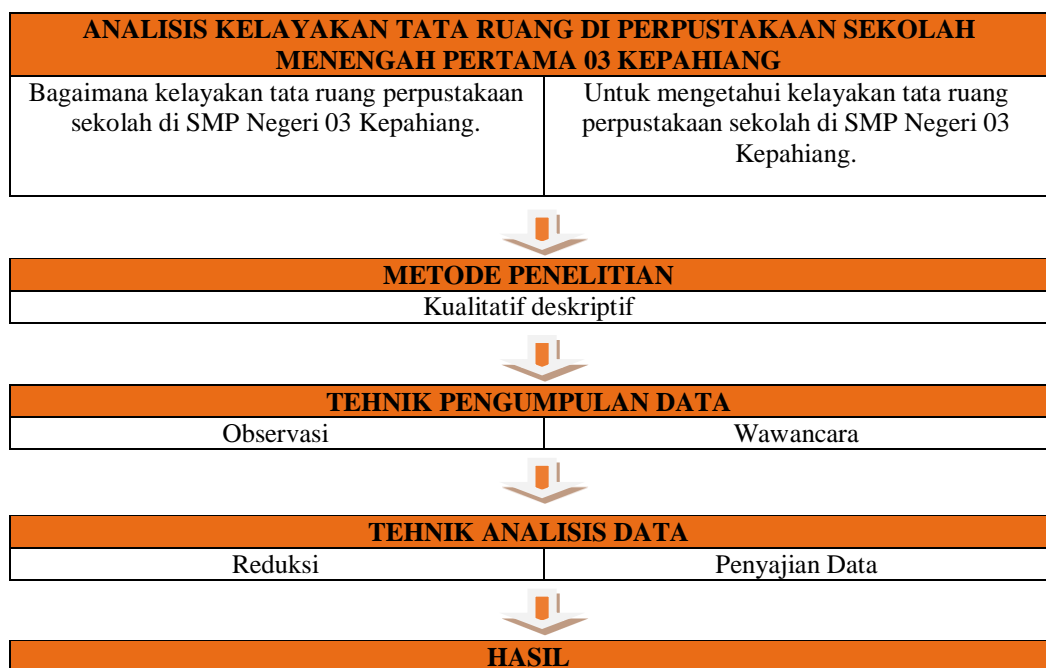 ANALISIS KELAYAKAN TATA RUANG DI PERPUSTAKAAN SEKOLAH
MENENGAH PERTAMA 03 KEPAHIANG
Bagaimana kelayakan tata ruang perpustakaan
sekolah di SMP Negeri 03 Kepahiang.
Untuk mengetahui kelayakan tata ruang
perpustakaan sekolah di SMP Negeri 03
Kepahiang.
METODE PENELITIAN
Kualitatif deskriptif
TEHNIK PENGUMPULAN DATA
Observasi
Wawancara
TEHNIK ANALISIS DATA
Reduksi
Penyajian Data
HASIL